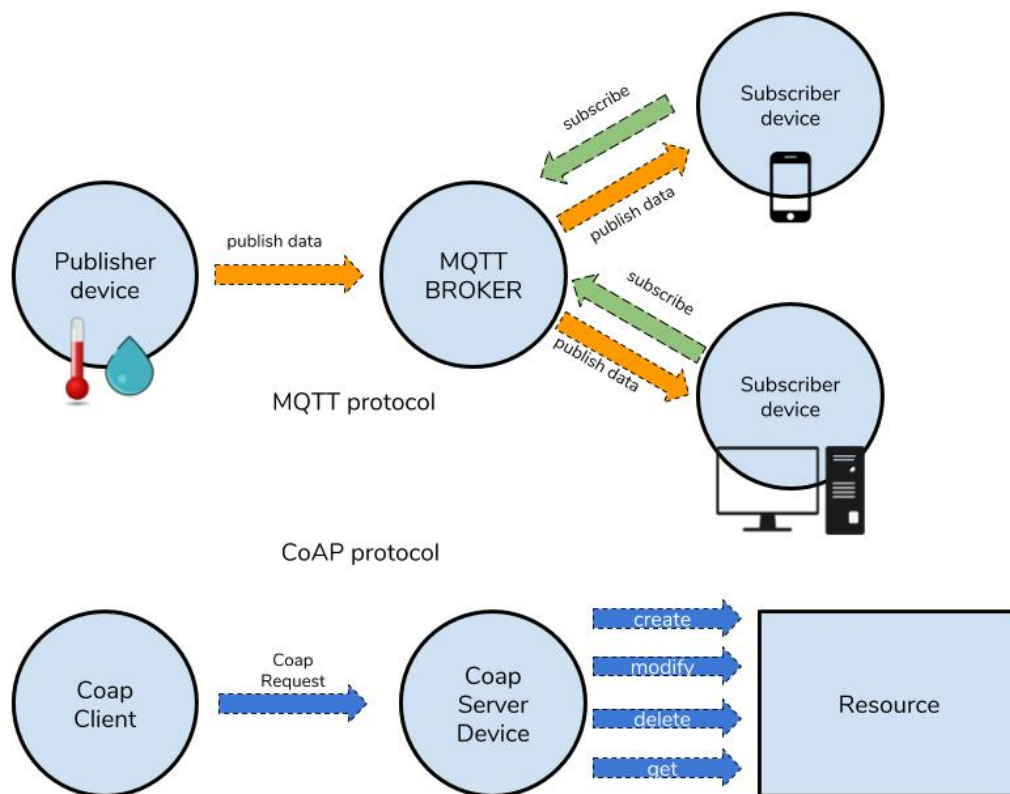 Subscriber
device
subscribe
publish data
Publisher
device
publish data
MQTT
BROKER
subscribe
publish data
Subscriber
device
MQTT protocol
CoAP protocol
Coap
Client
Coap
Request
Coap
Server
Device
create
modify
delete
get
Resource